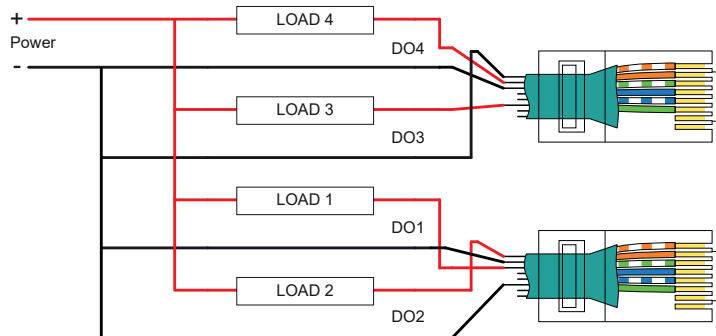 +
LOAD 4
Power
DO4
-
LOAD 3
DO3
LOAD 1
DO1
LOAD 2
DO2